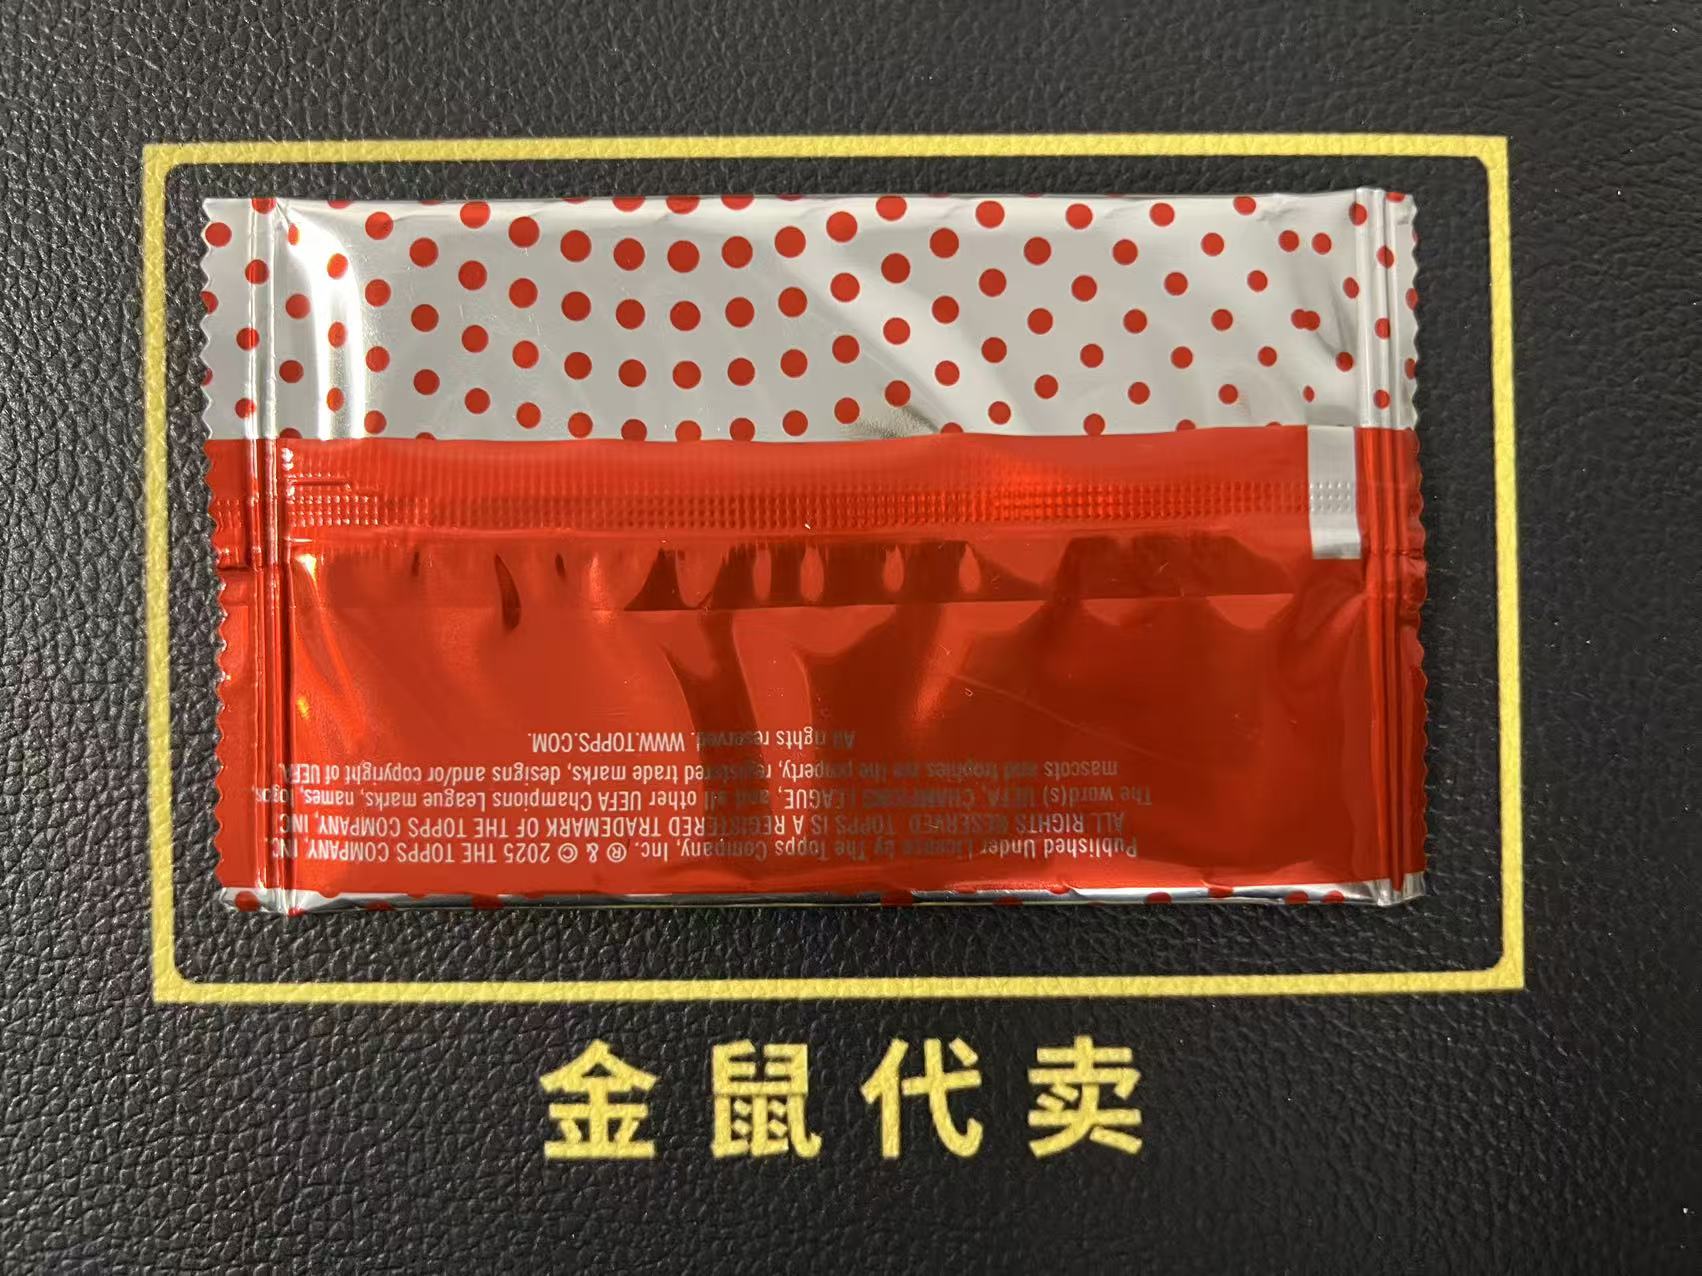 Published Under License by The Topps Company, Inc. ® & © 2025 THE TOPPS COMPANY, INC.
ALL RIGHTS RESERVED. TOPPS IS A REGISTERED TRADEMARK OF THE TOPPS COMPANY, INC.
The word(s) UEFA, CHAMPIONS LEAGUE, and all other UEFA Champions League marks, names, logos,
mascots and trophies are the property, registered trade marks, designs and/or copyright of UEFA.
All rights reserved. WWW.TOPPS.COM.
金鼠代卖